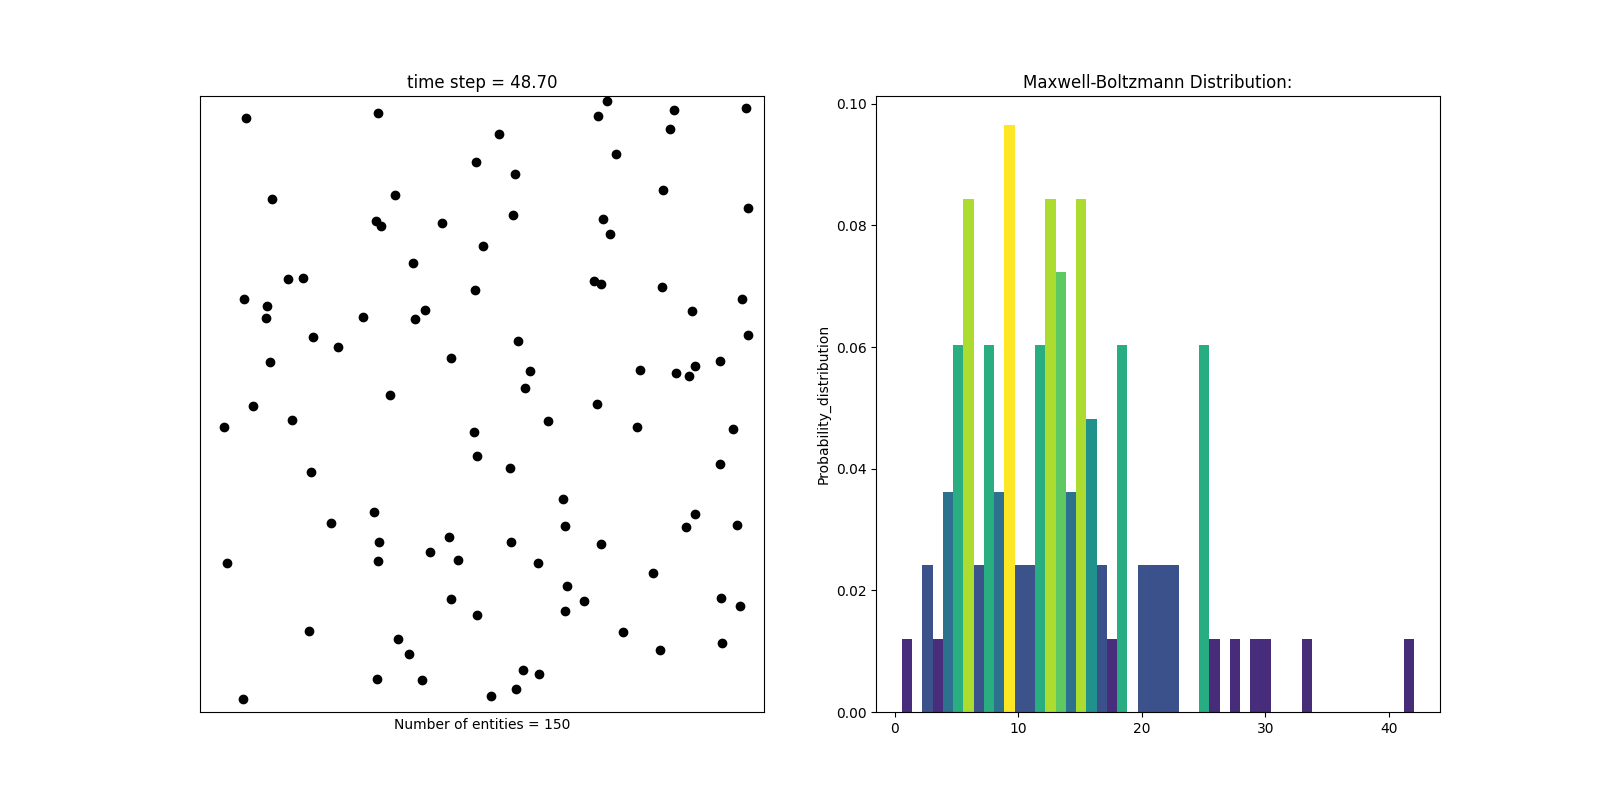 time step = 48.70
Number of entities = 150
Maxwell-Boltzmann Distribution:
Probability_distribution
0.10
0.08
0.06
0.04
0.02
0.00
0 10 20 30 40